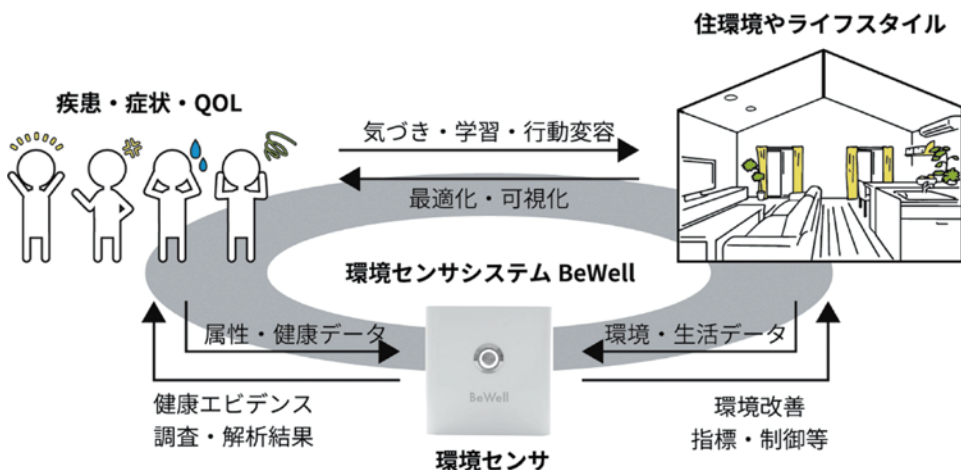 住環境やライフスタイル
疾患・症状・QOL
気づき・学習・行動変容
最適化・可視化
環境センサシステム BeWell
属性・健康データ
環境・生活データ
BeWell
健康エビデンス
調査・解析結果
環境改善
指標・制御等
環境センサ